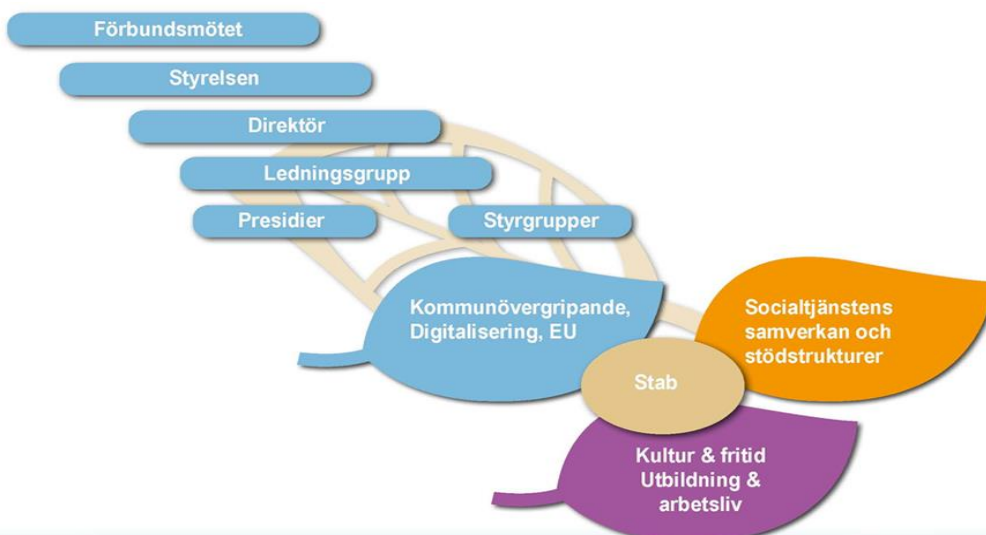 Förbundsmötet
Styrelsen
Direktör
Ledningsgrupp
Presidier
Styrgrupper
Kommunövergripande,
Digitalisering, EU
Socialtjänstens
samverkan och
stödstrukturer
Stab
Kultur & fritid
Utbildning &
arbetsliv